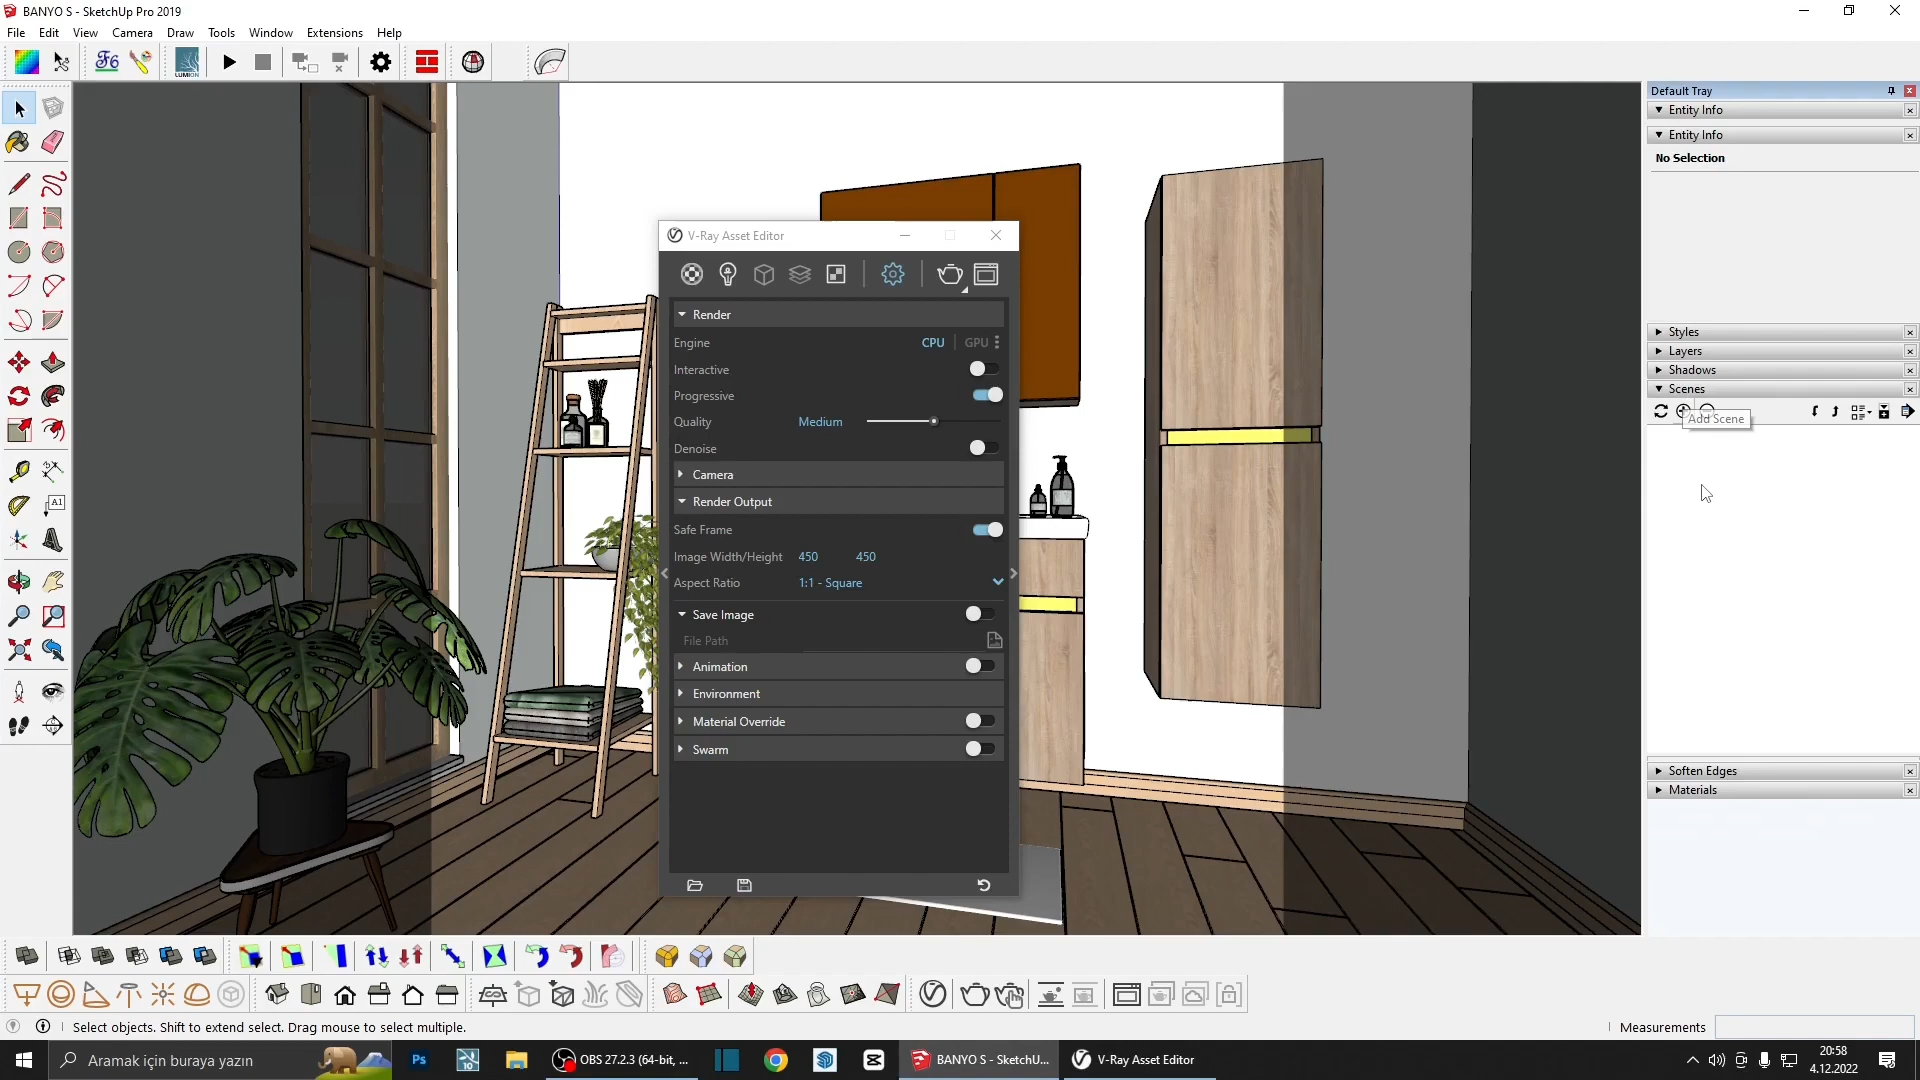 BANYO S - SketchUp Pro 2019
File Edit View Camera Draw Tools Window Extensions Help
LUMION
Default Tray
Entity Info
Entity Info
No Selection
Styles
Layers
Shadows
Scenes
Add Scene
Soften Edges
Materials
V-Ray Asset Editor
Render
Engine CPU GPU
Interactive
Progressive
Quality Medium
Denoise
Camera
Render Output
Safe Frame
Image Width/Height 450 450
Aspect Ratio 1:1 - Square
Save Image
File Path
Animation
Environment
Material Override
Swarm
Select objects. Shift to extend select. Drag mouse to select multiple.
Measurements
Aramak için buraya yazın
Ps
10
OBS 27.2.3 (64-bit, ...
BANYO S - SketchU...
V-Ray Asset Editor
20:58
4.12.2022